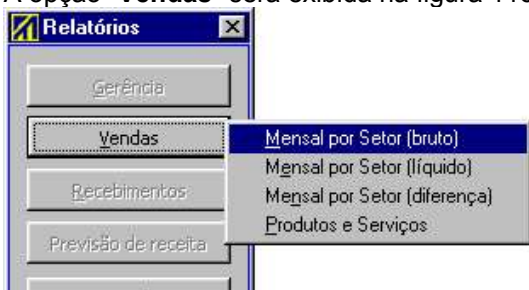 A opção "Vendas" será exibida na figura
Relatórios
Gerência
Vendas
Recebimentos
Previsão de receita
Mensal por Setor (bruto)
Mensal por Setor (líquido)
Mensal por Setor (diferença)
Produtos e Serviços